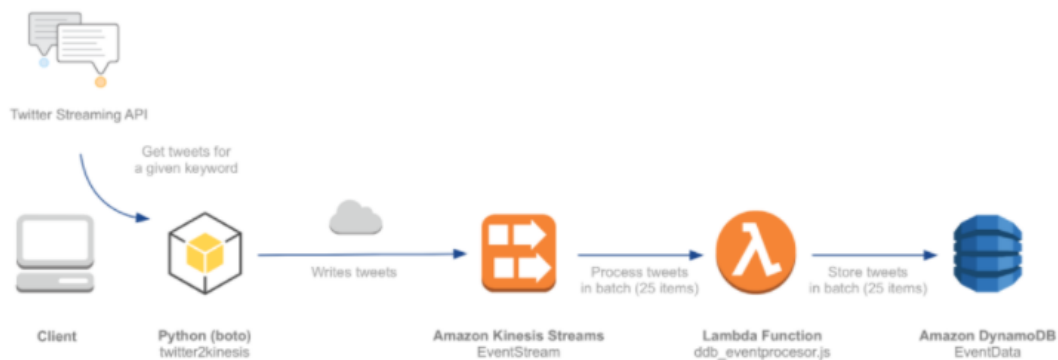 Twitter Streaming API
Get tweets for
a given keyword
Writes tweets
Process tweets
in batch (25 items)
Store tweets
in batch (25 items)
Client
Python (boto)
twitter2kinesis
Amazon Kinesis Streams
EventStream
Lambda Function
ddb_eventprocesor.js
Amazon DynamoDB
EventData